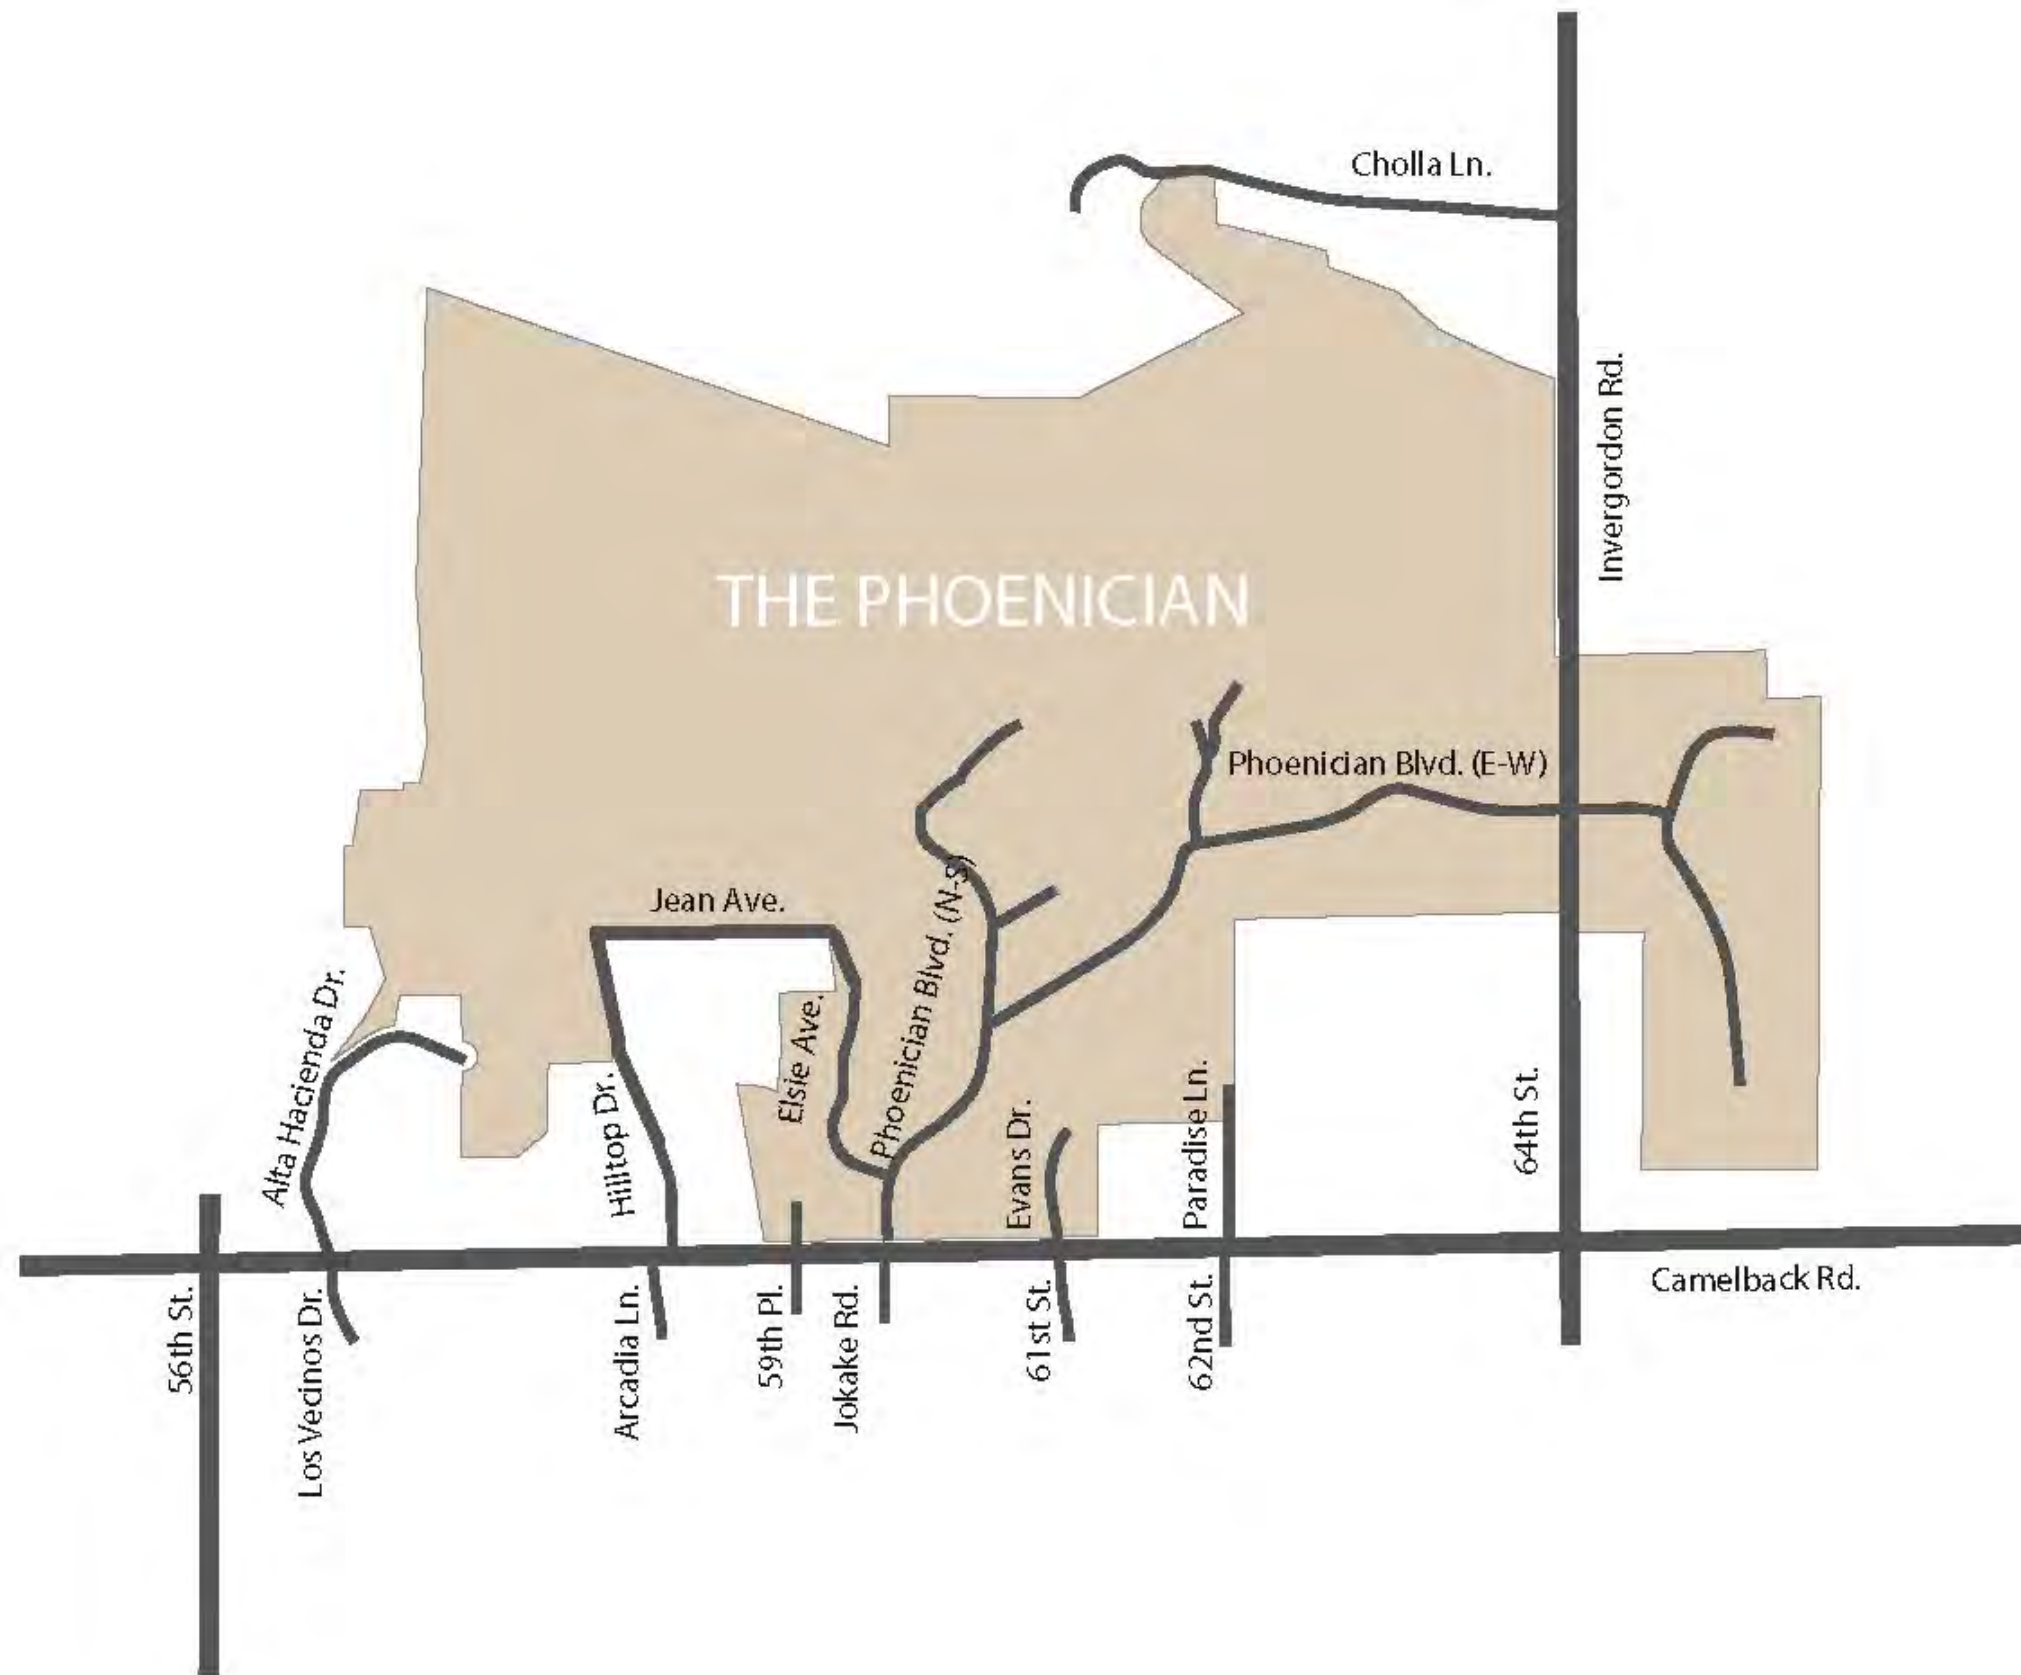 Cholla Ln.
Invergordon Rd.
THE PHOENICIAN
Phoenician Blvd. (E-W)
Jean Ave.
Phoenician Blvd. (N-S)
Alta Hacienda Dr.
Elsie Ave.
Hilltop Dr.
Evans Dr.
Paradise Ln.
64th St.
Camelback Rd.
56th St.
Los Vecinos Dr.
Arcadia Ln.
59th Pl.
Jokake Rd.
61st St.
62nd St.